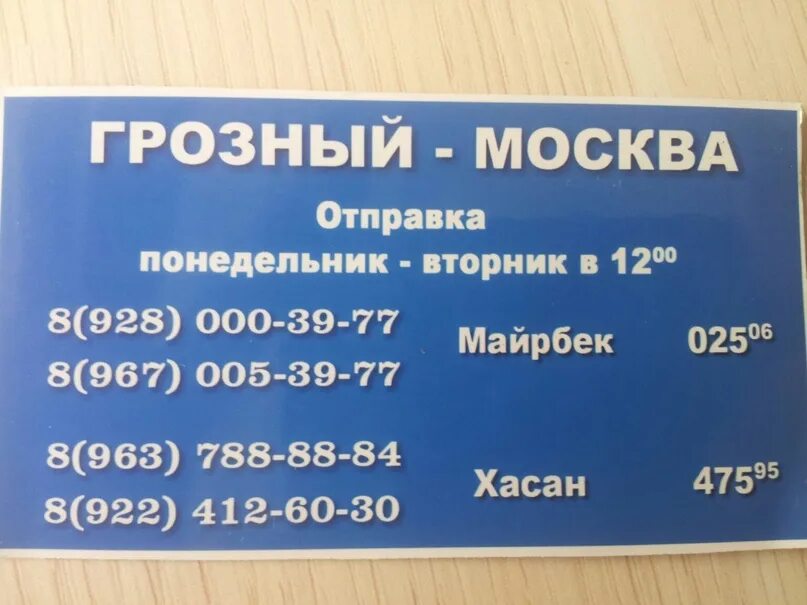 ГРОЗНЫЙ - МОСКВА
Отправка
понедельник - вторник в 12⁰⁰
8(928) 000-39-77
8(967) 005-39-77
Майрбек 025⁰⁶
8(963) 788-88-84
8(922) 412-60-30
Хасан 475⁹⁵